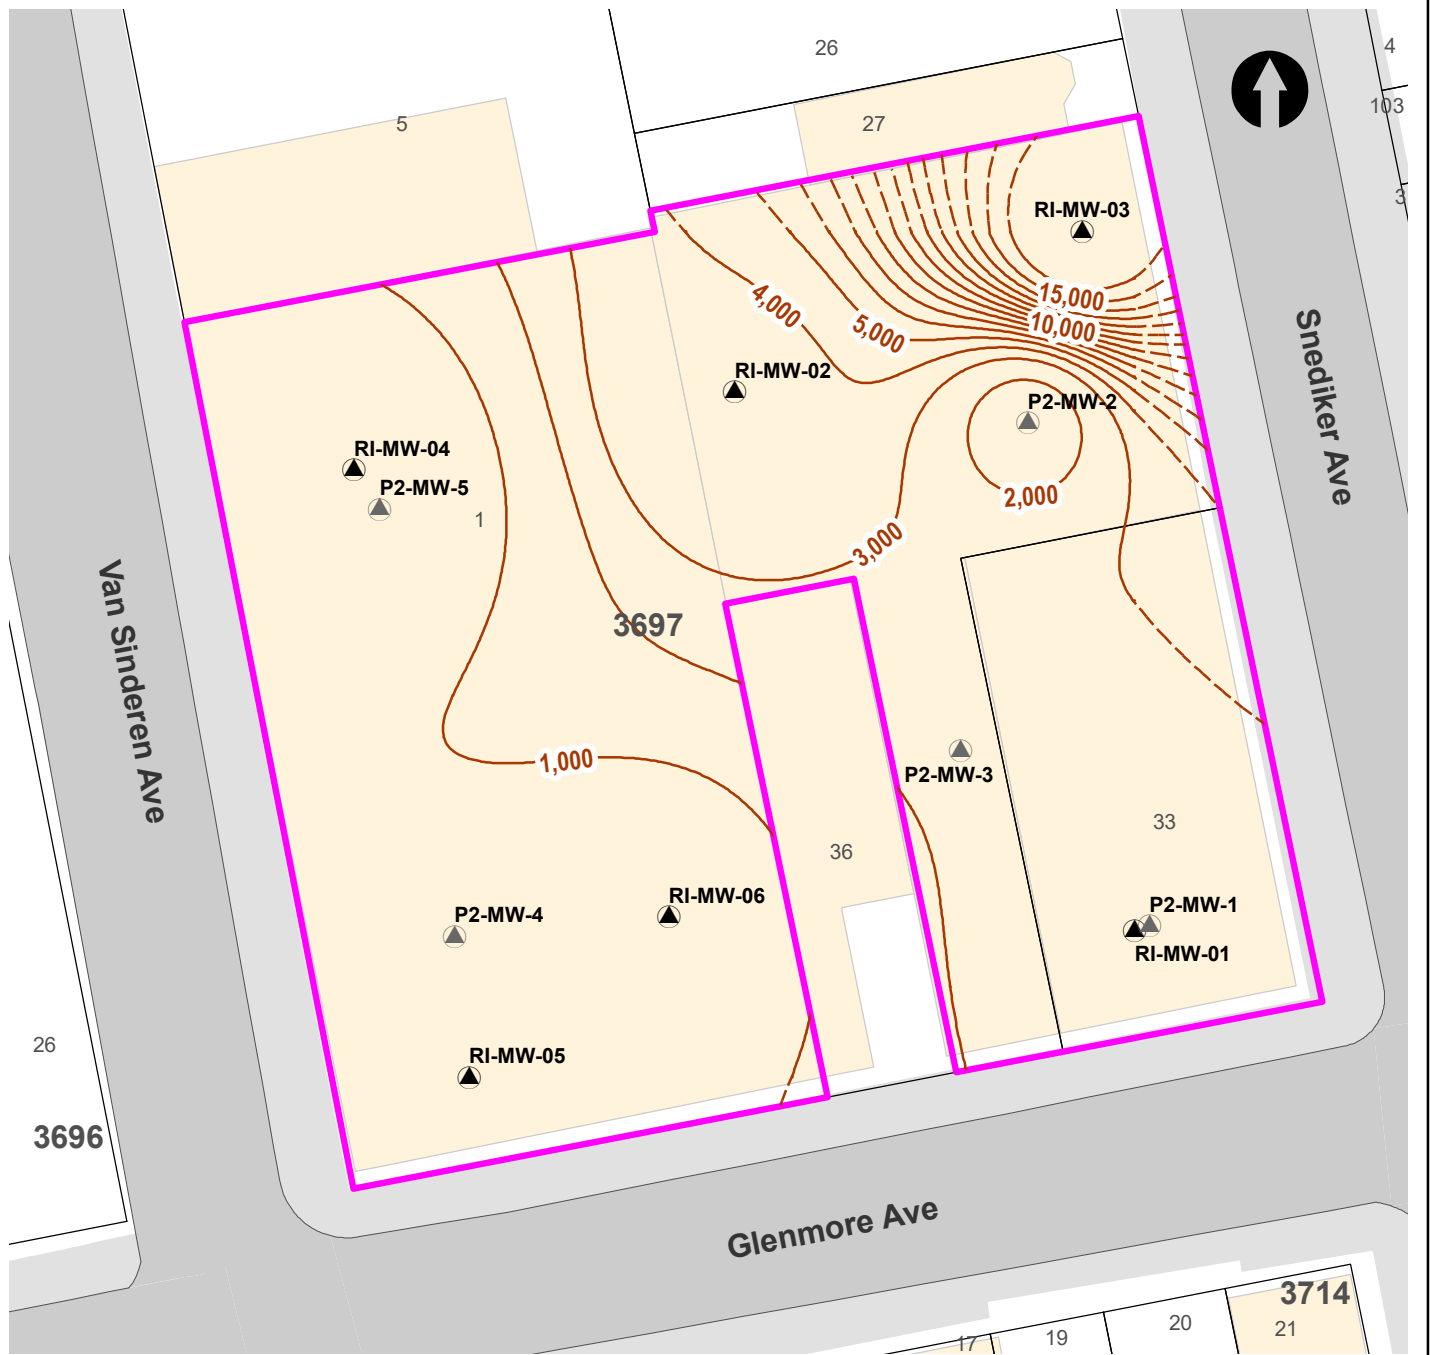 26
4
103
5
27
3
RI-MW-03
15,000
4,000
10,000
5,000
Snediker Ave
RI-MW-02
P2-MW-2
RI-MW-04
P2-MW-5
2,000
1
3,000
Van Sinderen Ave
3697
1,000
P2-MW-3
33
36
RI-MW-06
P2-MW-1
P2-MW-4
RI-MW-01
26
RI-MW-05
3696
Glenmore Ave
3714
20
21
19
17